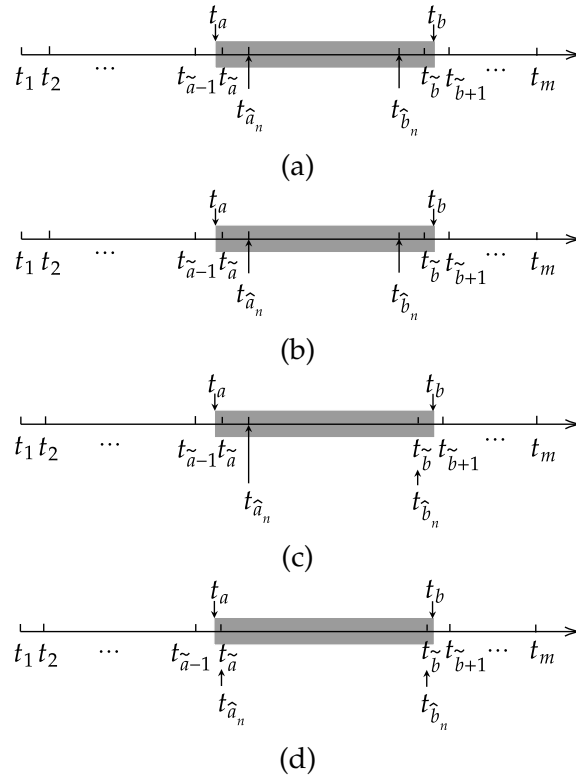 t_a t_b
t_1 t_2 ... t_{ã−1} t_ã t_{b̃} t_{b̃+1} ... t_m
t_{â_n} t_{b̂_n}
(a)
t_a t_b
t_1 t_2 ... t_{ã−1} t_ã t_{b̃} t_{b̃+1} ... t_m
t_{â_n} t_{b̂_n}
(b)
t_a t_b
t_1 t_2 ... t_{ã−1} t_ã t_{b̃} t_{b̃+1} ... t_m
t_{â_n} t_{b̂_n}
(c)
t_a t_b
t_1 t_2 ... t_{ã−1} t_ã t_{b̃} t_{b̃+1} ... t_m
t_{â_n} t_{b̂_n}
(d)